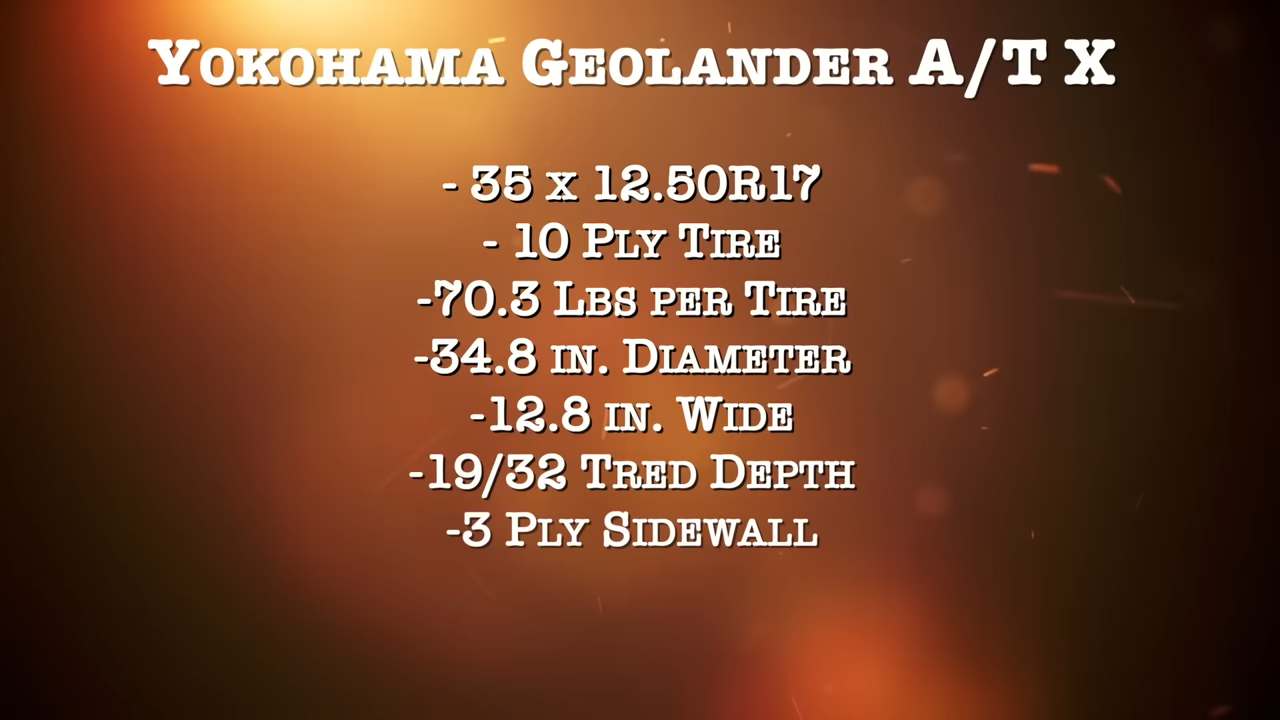 Yokohama Geolander A/T X
- 35 x 12.50R17
- 10 Ply Tire
-70.3 Lbs per Tire
-34.8 in. Diameter
-12.8 in. Wide
-19/32 Tred Depth
-3 Ply Sidewall